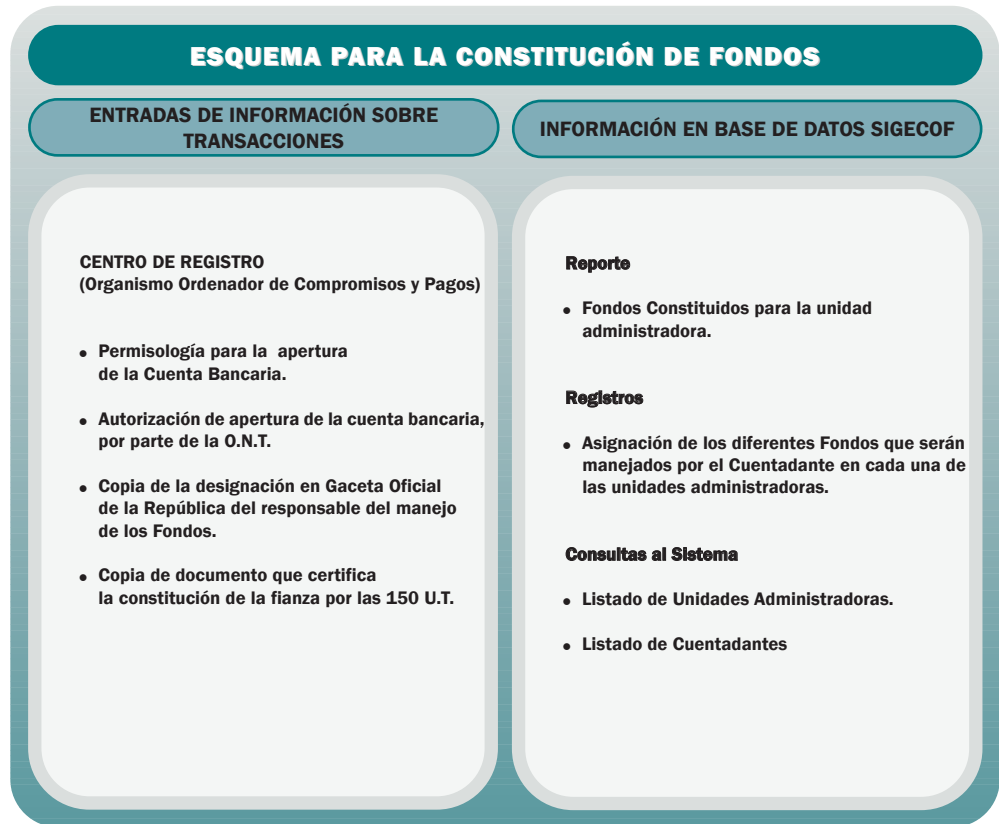 ESQUEMA PARA LA CONSTITUCIÓN DE FONDOS
ENTRADAS DE INFORMACIÓN SOBRE
TRANSACCIONES
CENTRO DE REGISTRO
(Organismo Ordenador de Compromisos y Pagos)
• Permisología para la apertura
de la Cuenta Bancaria.
• Autorización de apertura de la cuenta bancaria,
por parte de la O.N.T.
• Copia de la designación en Gaceta Oficial
de la República del responsable del manejo
de los Fondos.
• Copia de documento que certifica
la constitución de la fianza por las 150 U.T.
INFORMACIÓN EN BASE DE DATOS SIGECOF
Reporte
• Fondos Constituidos para la unidad
administradora.
Registros
• Asignación de los diferentes Fondos que serán
manejados por el Cuentadante en cada una de
las unidades administradoras.
Consultas al Sistema
• Listado de Unidades Administradoras.
• Listado de Cuentadantes